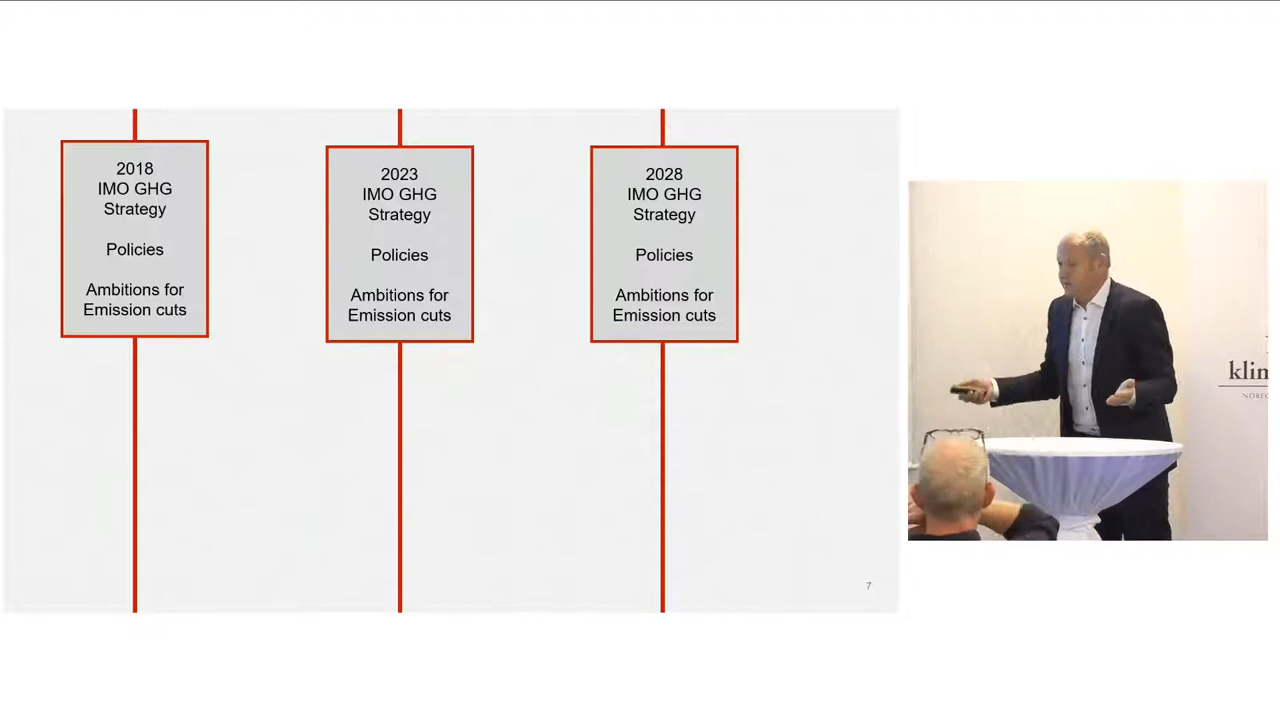 2018
IMO GHG
Strategy
Policies
Ambitions for
Emission cuts
2023
IMO GHG
Strategy
Policies
Ambitions for
Emission cuts
2028
IMO GHG
Strategy
Policies
Ambitions for
Emission cuts
7
klim